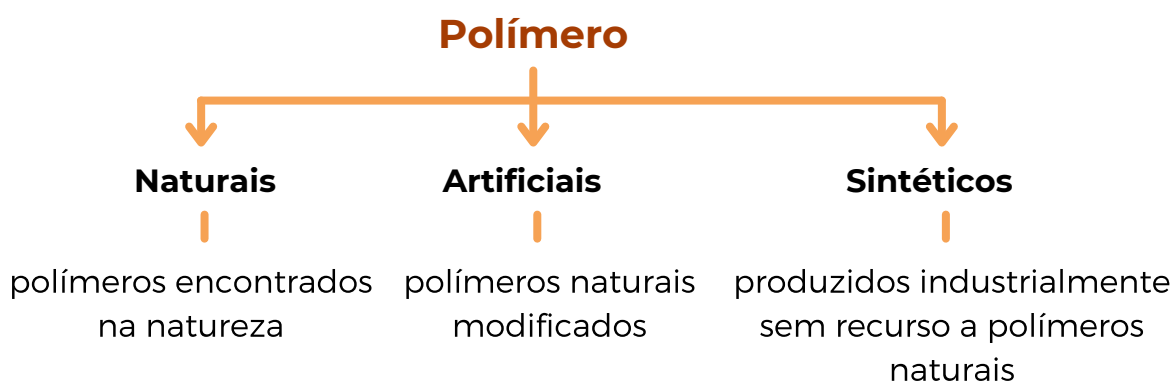 Polímero
Naturais
Artificiais
Sintéticos
polímeros encontrados
na natureza
polímeros naturais
modificados
produzidos industrialmente
sem recurso a polímeros
naturais